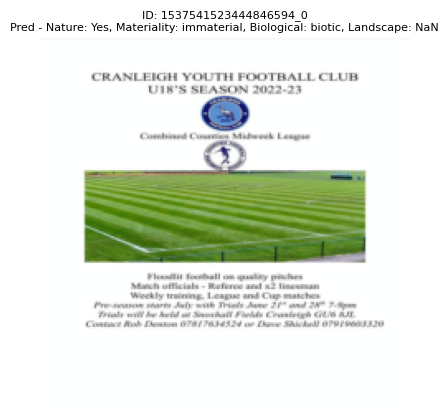 ID: 1537541523444846594_0
Pred - Nature: Yes, Materiality: immaterial, Biological: biotic, Landscape: NaN
CRANLEIGH YOUTH FOOTBALL CLUB
U18'S SEASON 2022-23
Combined Counties Midweek League
Floodlit football on quality pitches
Match officials - Referee and x2 linesman
Weekly training, League and Cup matches
Pre-season starts July with Trials June 21st and 28th 7-9pm
Trials will be held at Snoxhall Fields Cranleigh GU6 8JL
Contact Rob Denton 07817634524 or Dave Shickell 07919603320